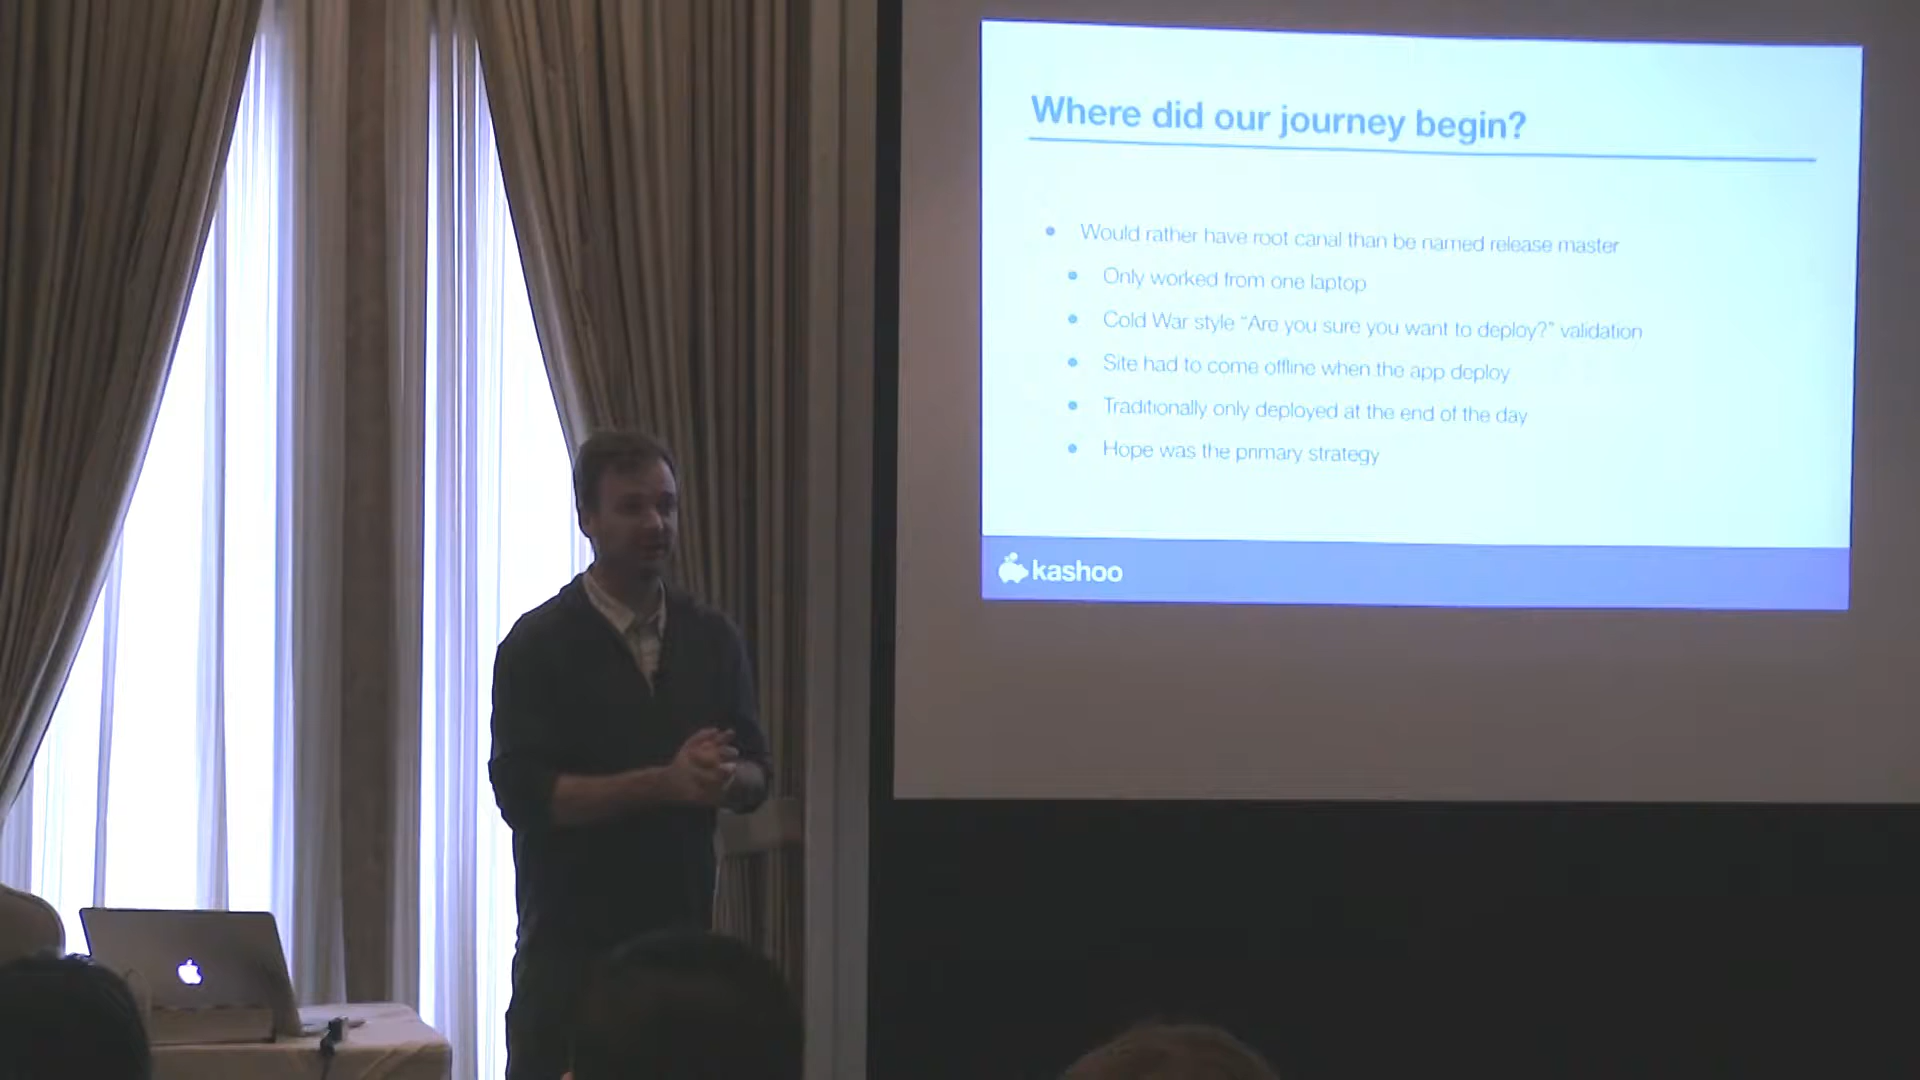 Where did our journey begin?
Would rather have root canal than be named release master
Only worked from one laptop
Cold War style “Are you sure you want to deploy?” validation
Site had to come offline when the app deploy
Traditionally only deployed at the end of the day
Hope was the primary strategy
kashoo